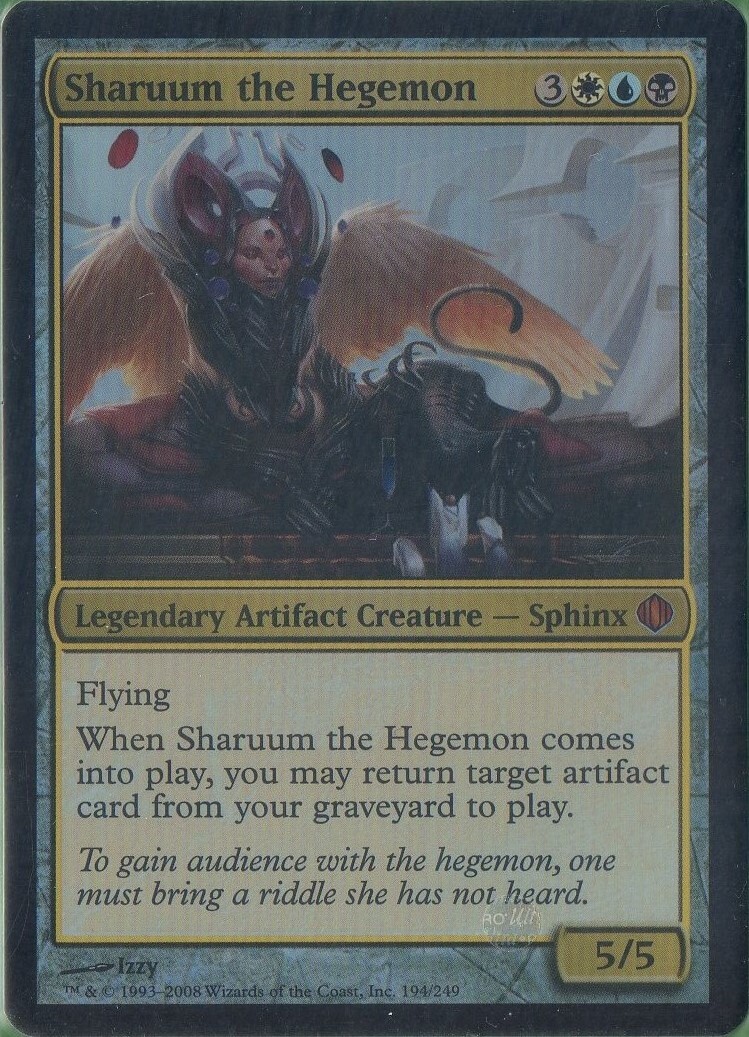 Sharuum the Hegemon 3
Legendary Artifact Creature — Sphinx
Flying
When Sharuum the Hegemon comes
into play, you may return target artifact
card from your graveyard to play.
To gain audience with the hegemon, one
must bring a riddle she has not heard.
5/5
Izzy
™ & © 1993–2008 Wizards of the Coast, Inc. 194/249